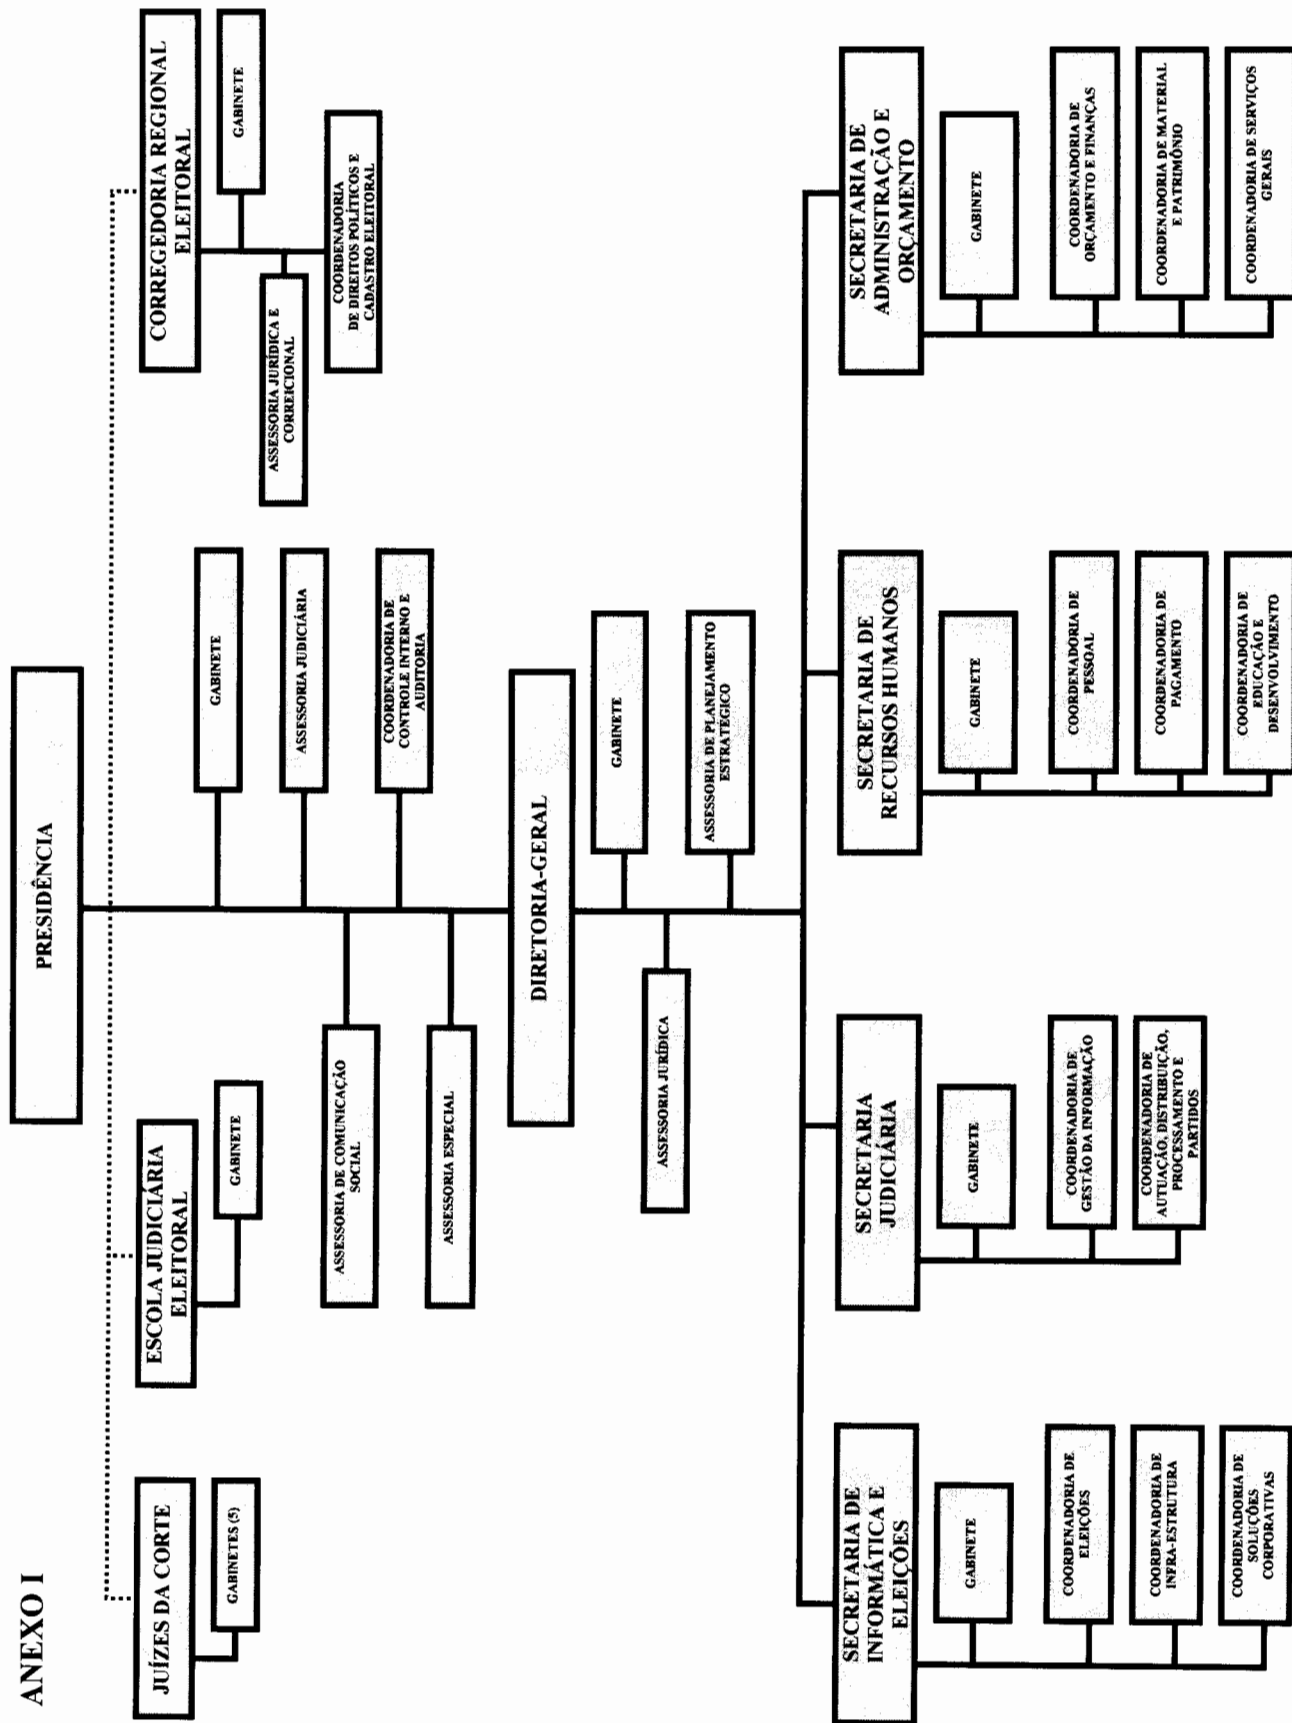 ANEXO I
PRESIDÊNCIA
JUÍZES DA CORTE
GABINETES (5)
ESCOLA JUDICIÁRIA
ELEITORAL
GABINETE
CORREGEDORIA REGIONAL
ELEITORAL
GABINETE
ASSESSORIA JURÍDICA E
CORREICIONAL
COORDENADORIA
DE DIREITOS POLÍTICOS E
CADASTRO ELEITORAL
GABINETE
ASSESSORIA JUDICIÁRIA
ASSESSORIA DE COMUNICAÇÃO
SOCIAL
COORDENADORIA DE
CONTROLE INTERNO E
AUDITORIA
ASSESSORIA ESPECIAL
DIRETORIA-GERAL
GABINETE
ASSESSORIA JURÍDICA
ASSESSORIA DE PLANEJAMENTO
ESTRATÉGICO
SECRETARIA DE
INFORMÁTICA E
ELEIÇÕES
GABINETE
COORDENADORIA DE
ELEIÇÕES
COORDENADORIA DE
INFRA-ESTRUTURA
COORDENADORIA DE
SOLUÇÕES
CORPORATIVAS
SECRETARIA
JUDICIÁRIA
GABINETE
COORDENADORIA DE
GESTÃO DA INFORMAÇÃO
COORDENADORIA DE
AUTUAÇÃO, DISTRIBUIÇÃO,
PROCESSAMENTO E
PARTIDOS
SECRETARIA DE
RECURSOS HUMANOS
GABINETE
COORDENADORIA DE
PESSOAL
COORDENADORIA DE
PAGAMENTO
COORDENADORIA DE
EDUCAÇÃO E
DESENVOLVIMENTO
SECRETARIA DE
ADMINISTRAÇÃO E
ORÇAMENTO
GABINETE
COORDENADORIA DE
ORÇAMENTO E FINANÇAS
COORDENADORIA DE MATERIAL
E PATRIMÔNIO
COORDENADORIA DE SERVIÇOS
GERAIS